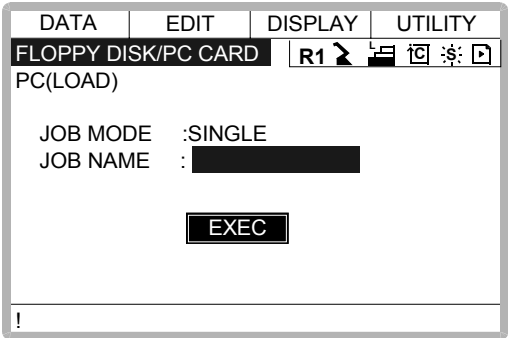 DATA EDIT DISPLAY UTILITY
FLOPPY DISK/PC CARD R1 L C S
PC(LOAD)
JOB MODE :SINGLE
JOB NAME :
EXEC
!